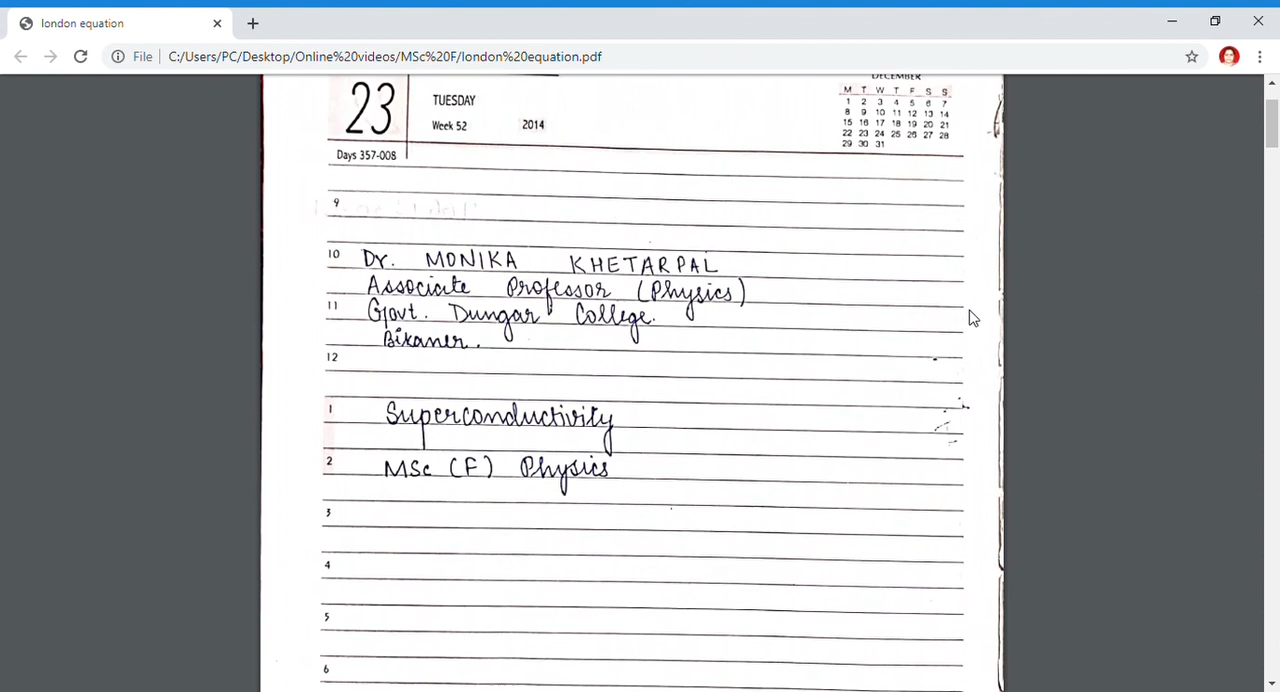 london equation
File
C:/Users/PC/Desktop/Online%20videos/MSc%20F/london%20equation.pdf
23
TUESDAY
Week 52 2014
Days 357-008
DECEMBER
M T W T F S S
1 2 3 4 5 6 7
8 9 10 11 12 13 14
15 16 17 18 19 20 21
22 23 24 25 26 27 28
29 30 31
9
10 Dr. MONIKA KHETARPAL
Associate Professor (Physics)
11 Govt. Dungar College.
Bikaner.
12
1 Superconductivity
2 MSc (F) Physics
3
4
5
6